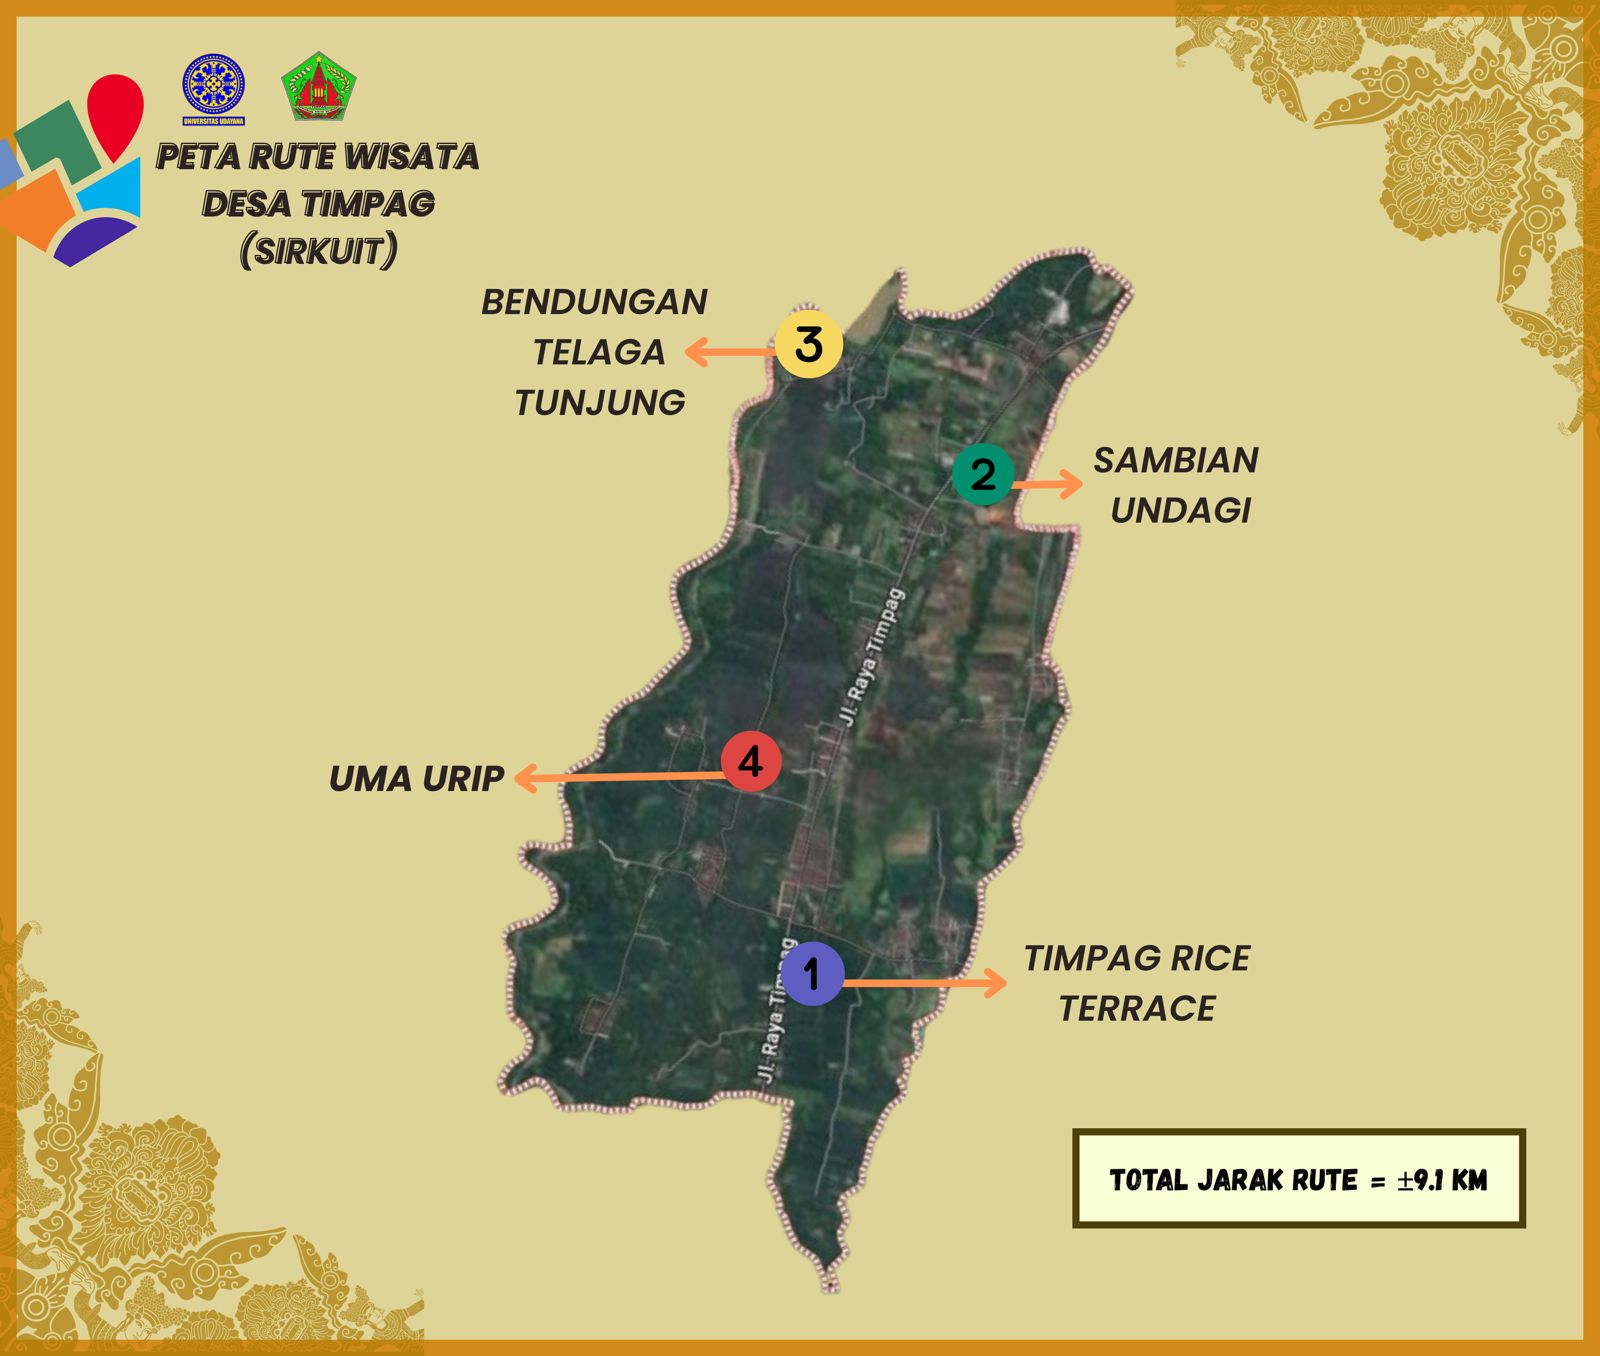 UNIVERSITAS UDAYANA
PETA RUTE WISATA
DESA TIMPAG
(SIRKUIT)
BENDUNGAN
TELAGA
TUNJUNG
3
2
SAMBIAN
UNDAGI
Jl. Raya Timpag
4
UMA URIP
1
TIMPAG RICE
TERRACE
Jl. Raya Timpag
TOTAL JARAK RUTE = ±9.1 KM